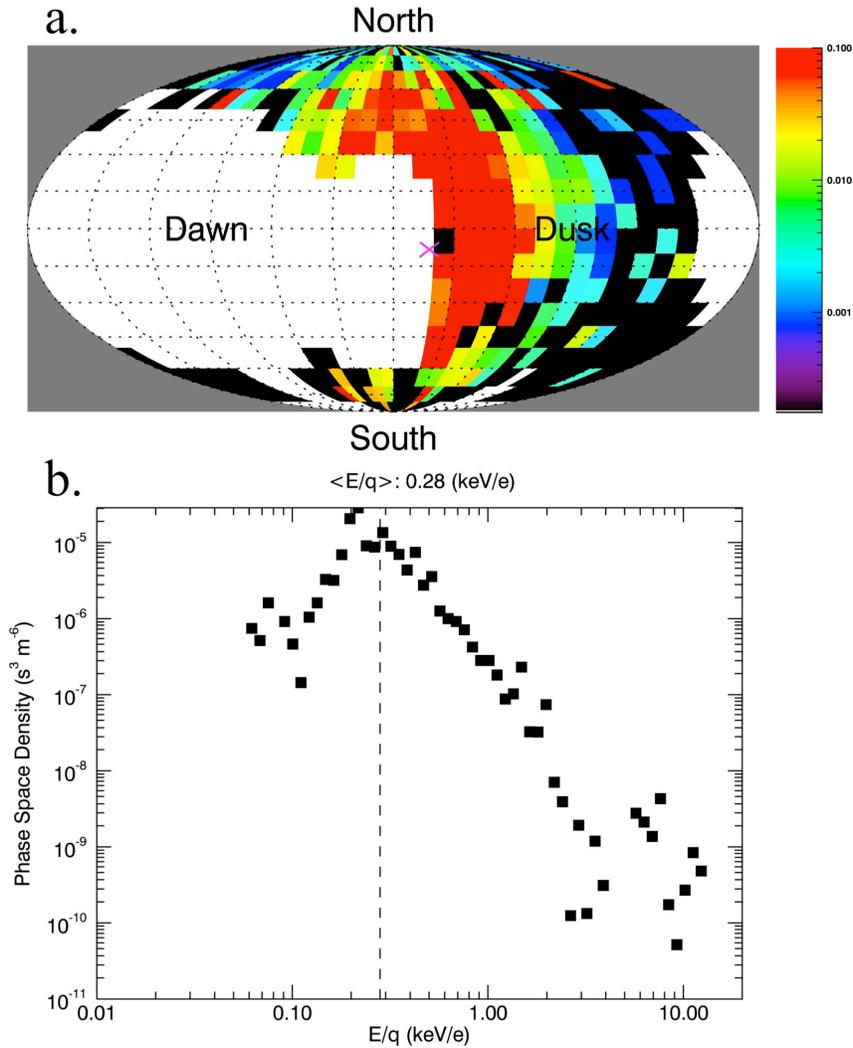 a.
North
0.100
0.010
0.001
Dawn
Dusk
South
b.
<E/q>: 0.28 (keV/e)
Phase Space Density (s³ m⁻⁶)
10⁻⁵
10⁻⁶
10⁻⁷
10⁻⁸
10⁻⁹
10⁻¹⁰
10⁻¹¹
0.01 0.10 1.00 10.00
E/q (keV/e)